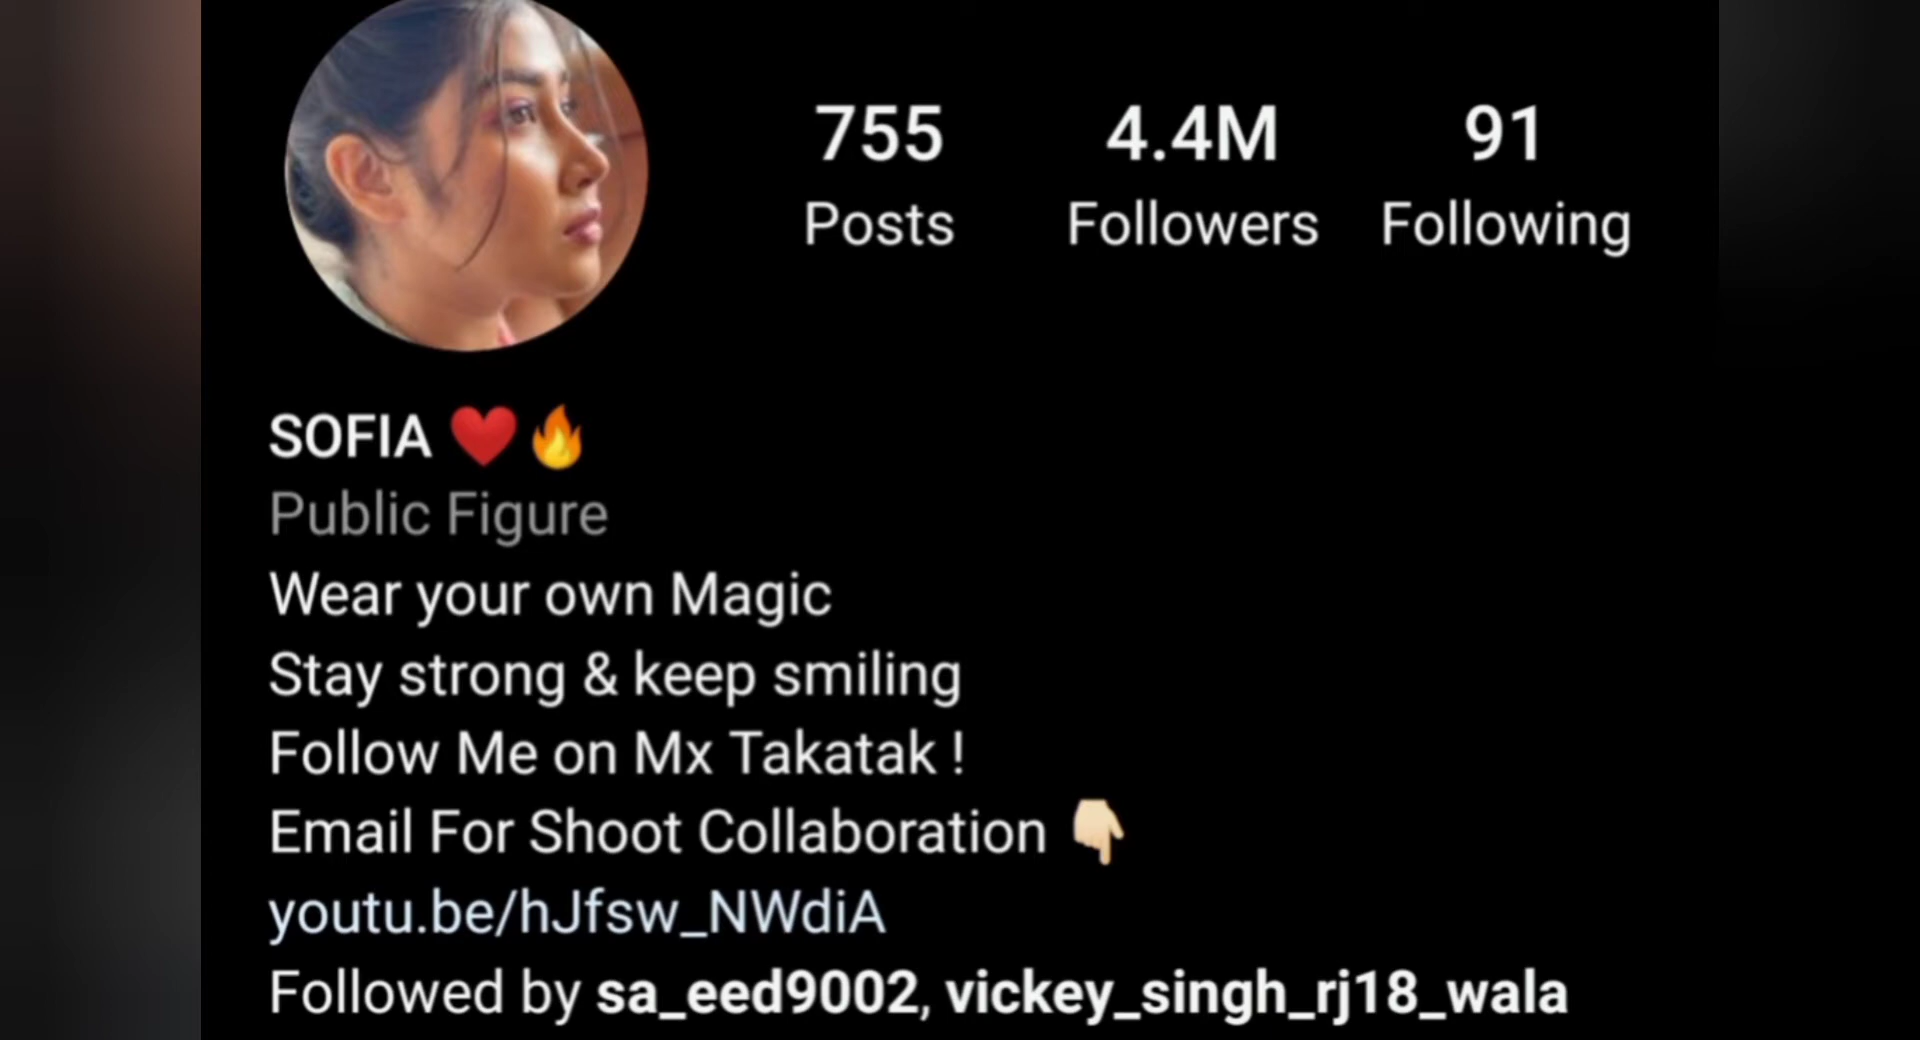 755 4.4M 91
Posts Followers Following
SOFIA ❤️🔥
Public Figure
Wear your own Magic
Stay strong & keep smiling
Follow Me on Mx Takatak !
Email For Shoot Collaboration 👇🏻
youtu.be/hJfsw_NWdiA
Followed by sa_eed9002, vickey_singh_rj18_wala